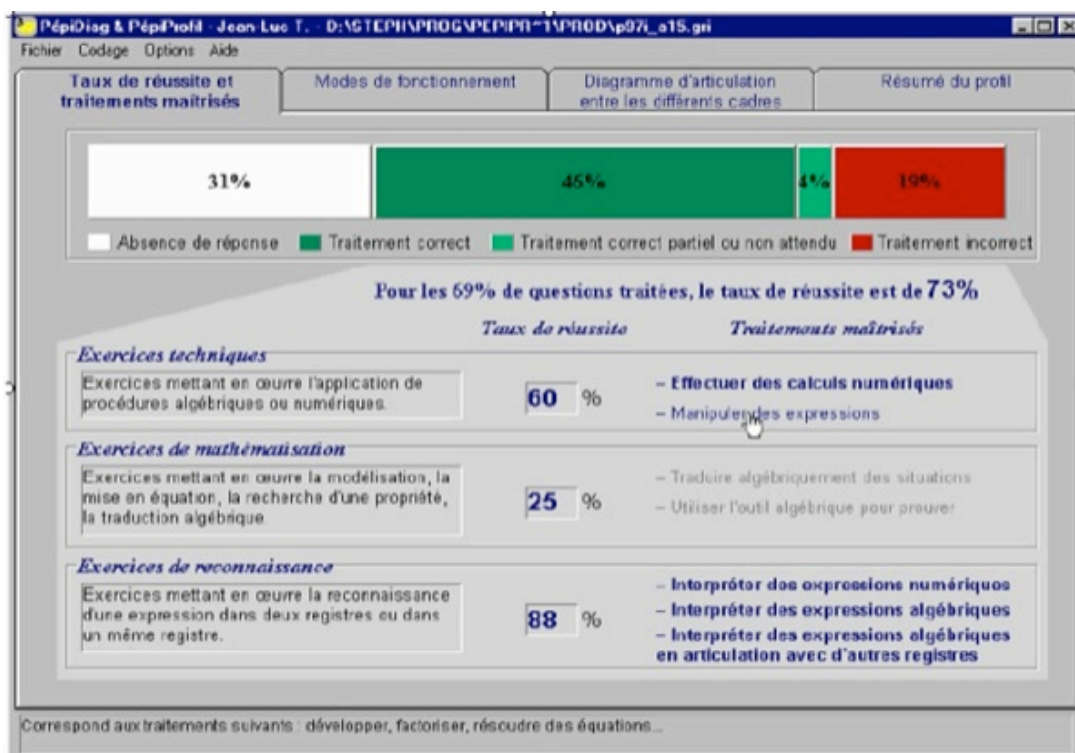 PépiDiag & PépiProfil - Jean-Luc T. - D:\STEPH\PROG\PEPIPR~1\PROD\p97i_a15.gri
Fichier Codage Options Aide
Taux de réussite et
traitements maîtrisés
Modes de fonctionnement
Diagramme d'articulation
entre les différents cadres
Résumé du profil
31% 45% 4% 19%
Absence de réponse Traitement correct Traitement correct partiel ou non attendu Traitement incorrect
Pour les 69% de questions traitées, le taux de réussite est de 73%
Taux de réussite Traitements maîtrisés
Exercices techniques
Exercices mettant en œuvre l'application de
procédures algébriques ou numériques.
60 %
– Effectuer des calculs numériques
– Manipuler des expressions
Exercices de mathématisation
Exercices mettant en œuvre la modélisation, la
mise en équation, la recherche d'une propriété,
la traduction algébrique.
25 %
– Traduire algébriquement des situations
– Utiliser l'outil algébrique pour prouver
Exercices de reconnaissance
Exercices mettant en œuvre la reconnaissance
d'une expression dans deux registres ou dans
un même registre.
88 %
– Interpréter des expressions numériques
– Interpréter des expressions algébriques
– Interpréter des expressions algébriques
en articulation avec d'autres registres
Correspond aux traitements suivants : développer, factoriser, résoudre des équations...